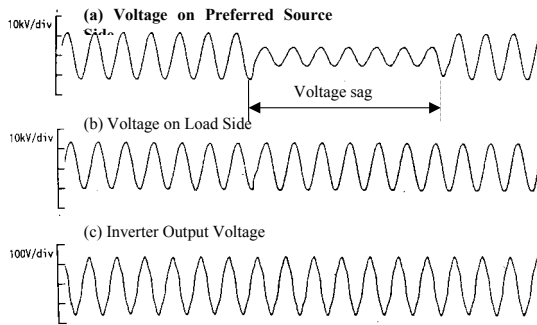 (a) Voltage on Preferred Source
Side
10kV/div
Voltage sag
(b) Voltage on Load Side
10kV/div
(c) Inverter Output Voltage
100V/div